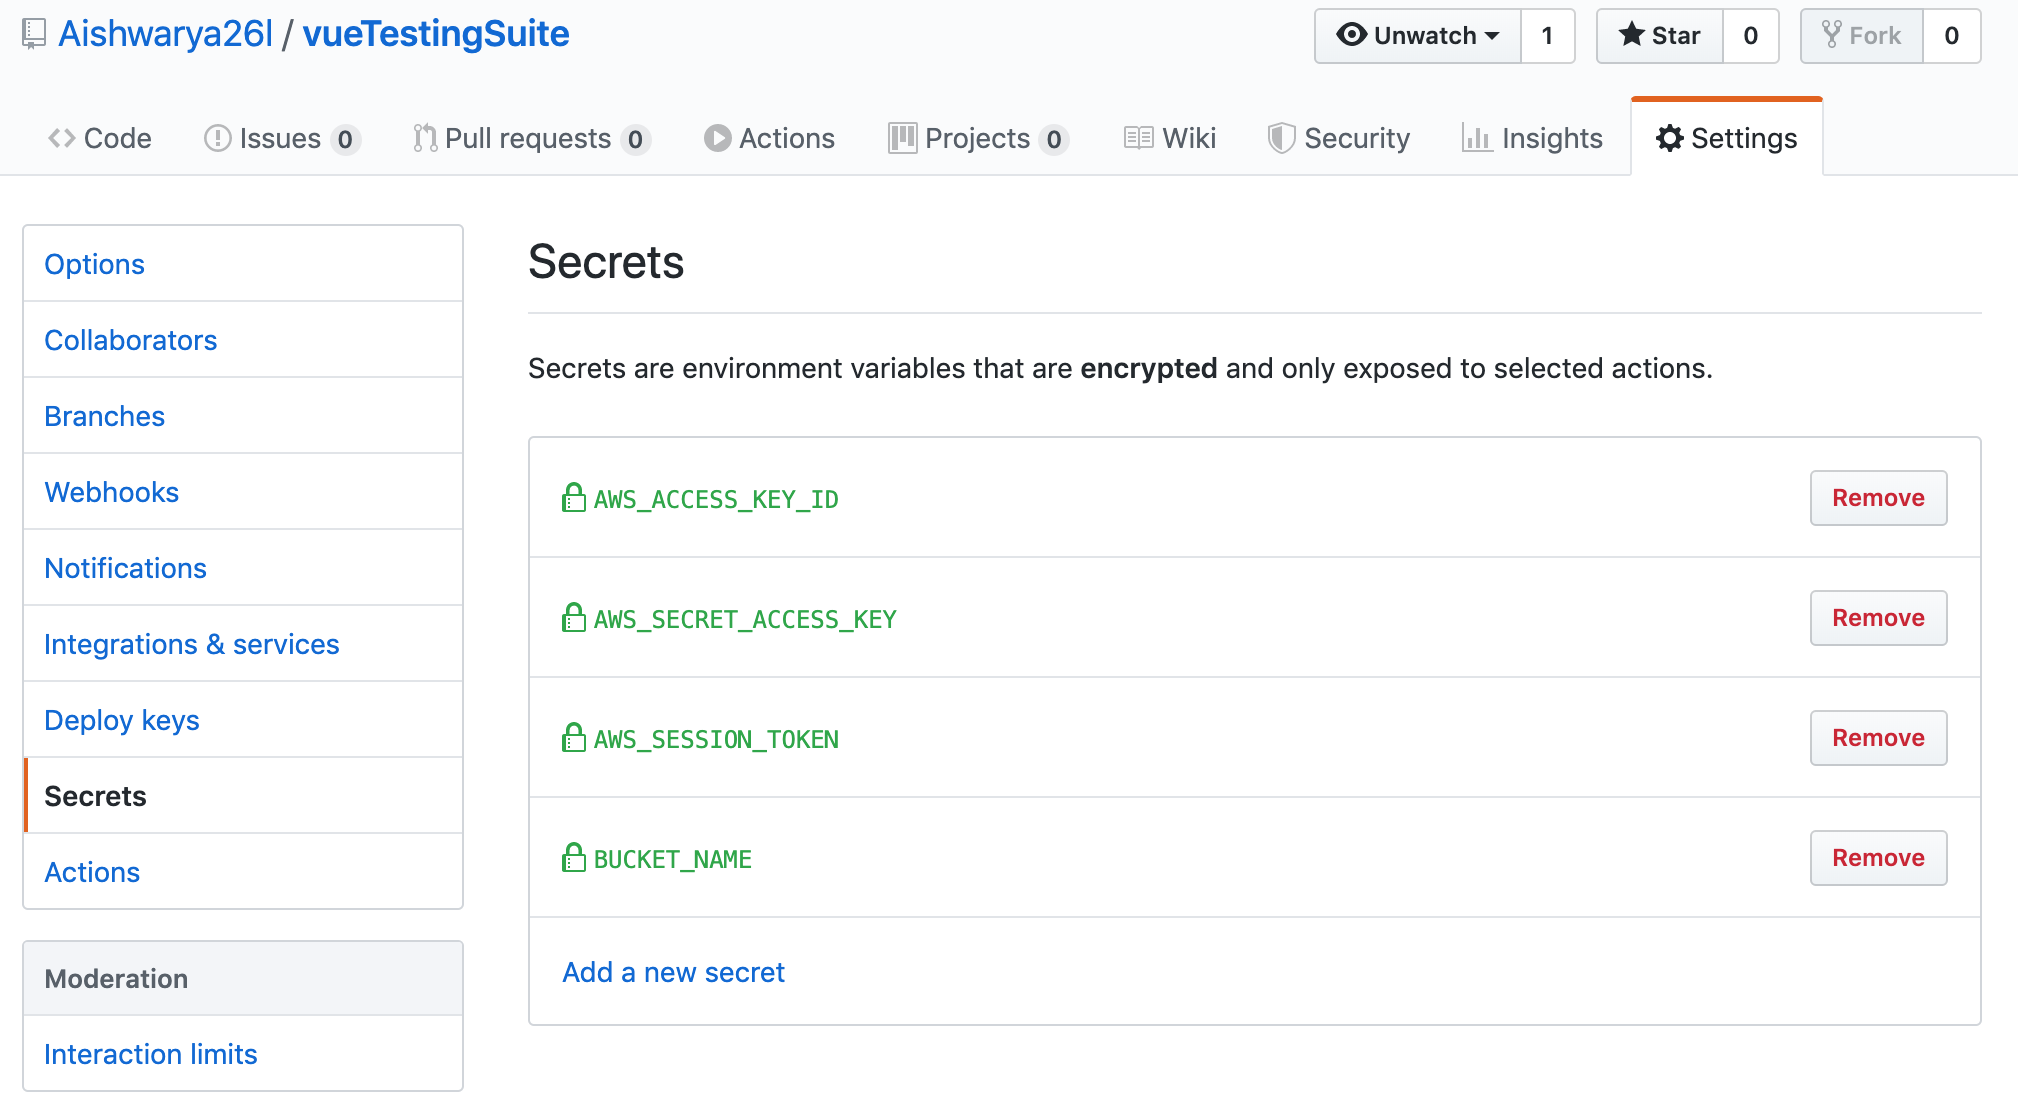 Aishwarya26l / vueTestingSuite
Unwatch 1 Star 0 Fork 0
Code Issues 0 Pull requests 0 Actions Projects 0 Wiki Security Insights Settings
Options
Collaborators
Branches
Webhooks
Notifications
Integrations & services
Deploy keys
Secrets
Actions
Moderation
Interaction limits
Secrets
Secrets are environment variables that are encrypted and only exposed to selected actions.
AWS_ACCESS_KEY_ID Remove
AWS_SECRET_ACCESS_KEY Remove
AWS_SESSION_TOKEN Remove
BUCKET_NAME Remove
Add a new secret